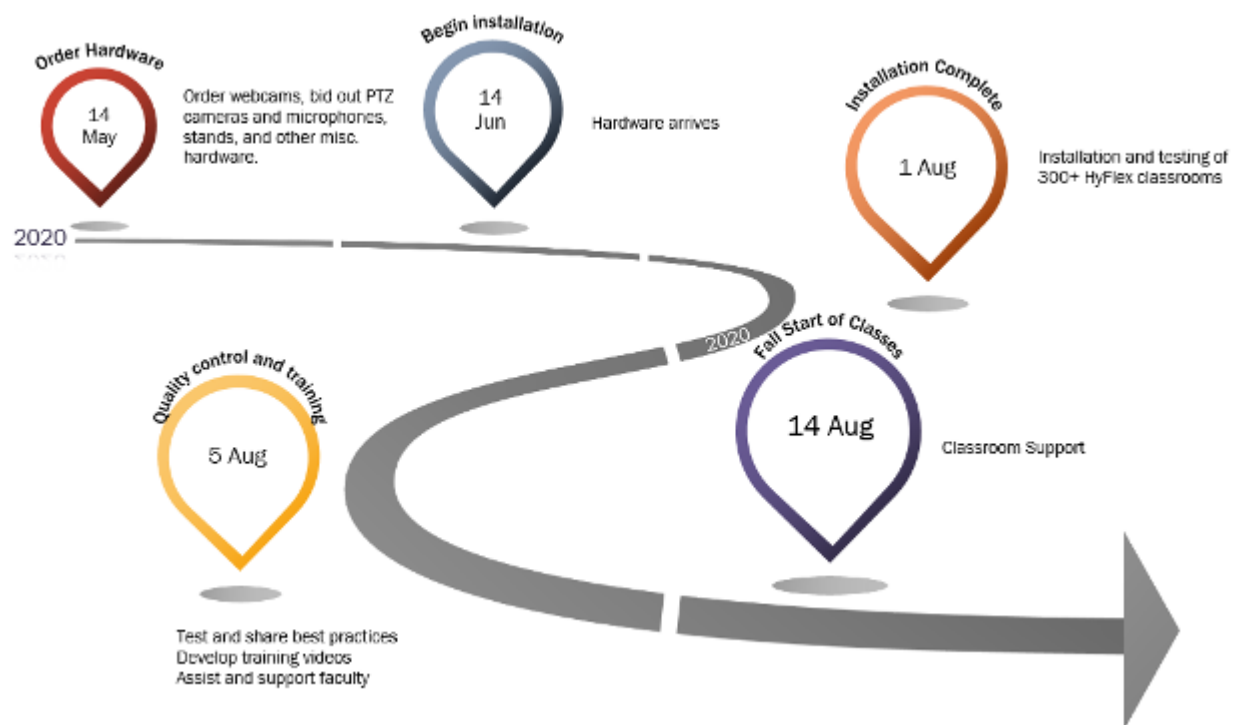 Order Hardware
14
May
Order webcams, bid out PTZ
cameras and microphones,
stands, and other misc.
hardware.
Begin installation
14
Jun
Hardware arrives
Installation Complete
1 Aug
Installation and testing of
300+ HyFlex classrooms
2020
2020
Quality control and training
5 Aug
Test and share best practices
Develop training videos
Assist and support faculty
Fall Start of Classes
14 Aug
Classroom Support